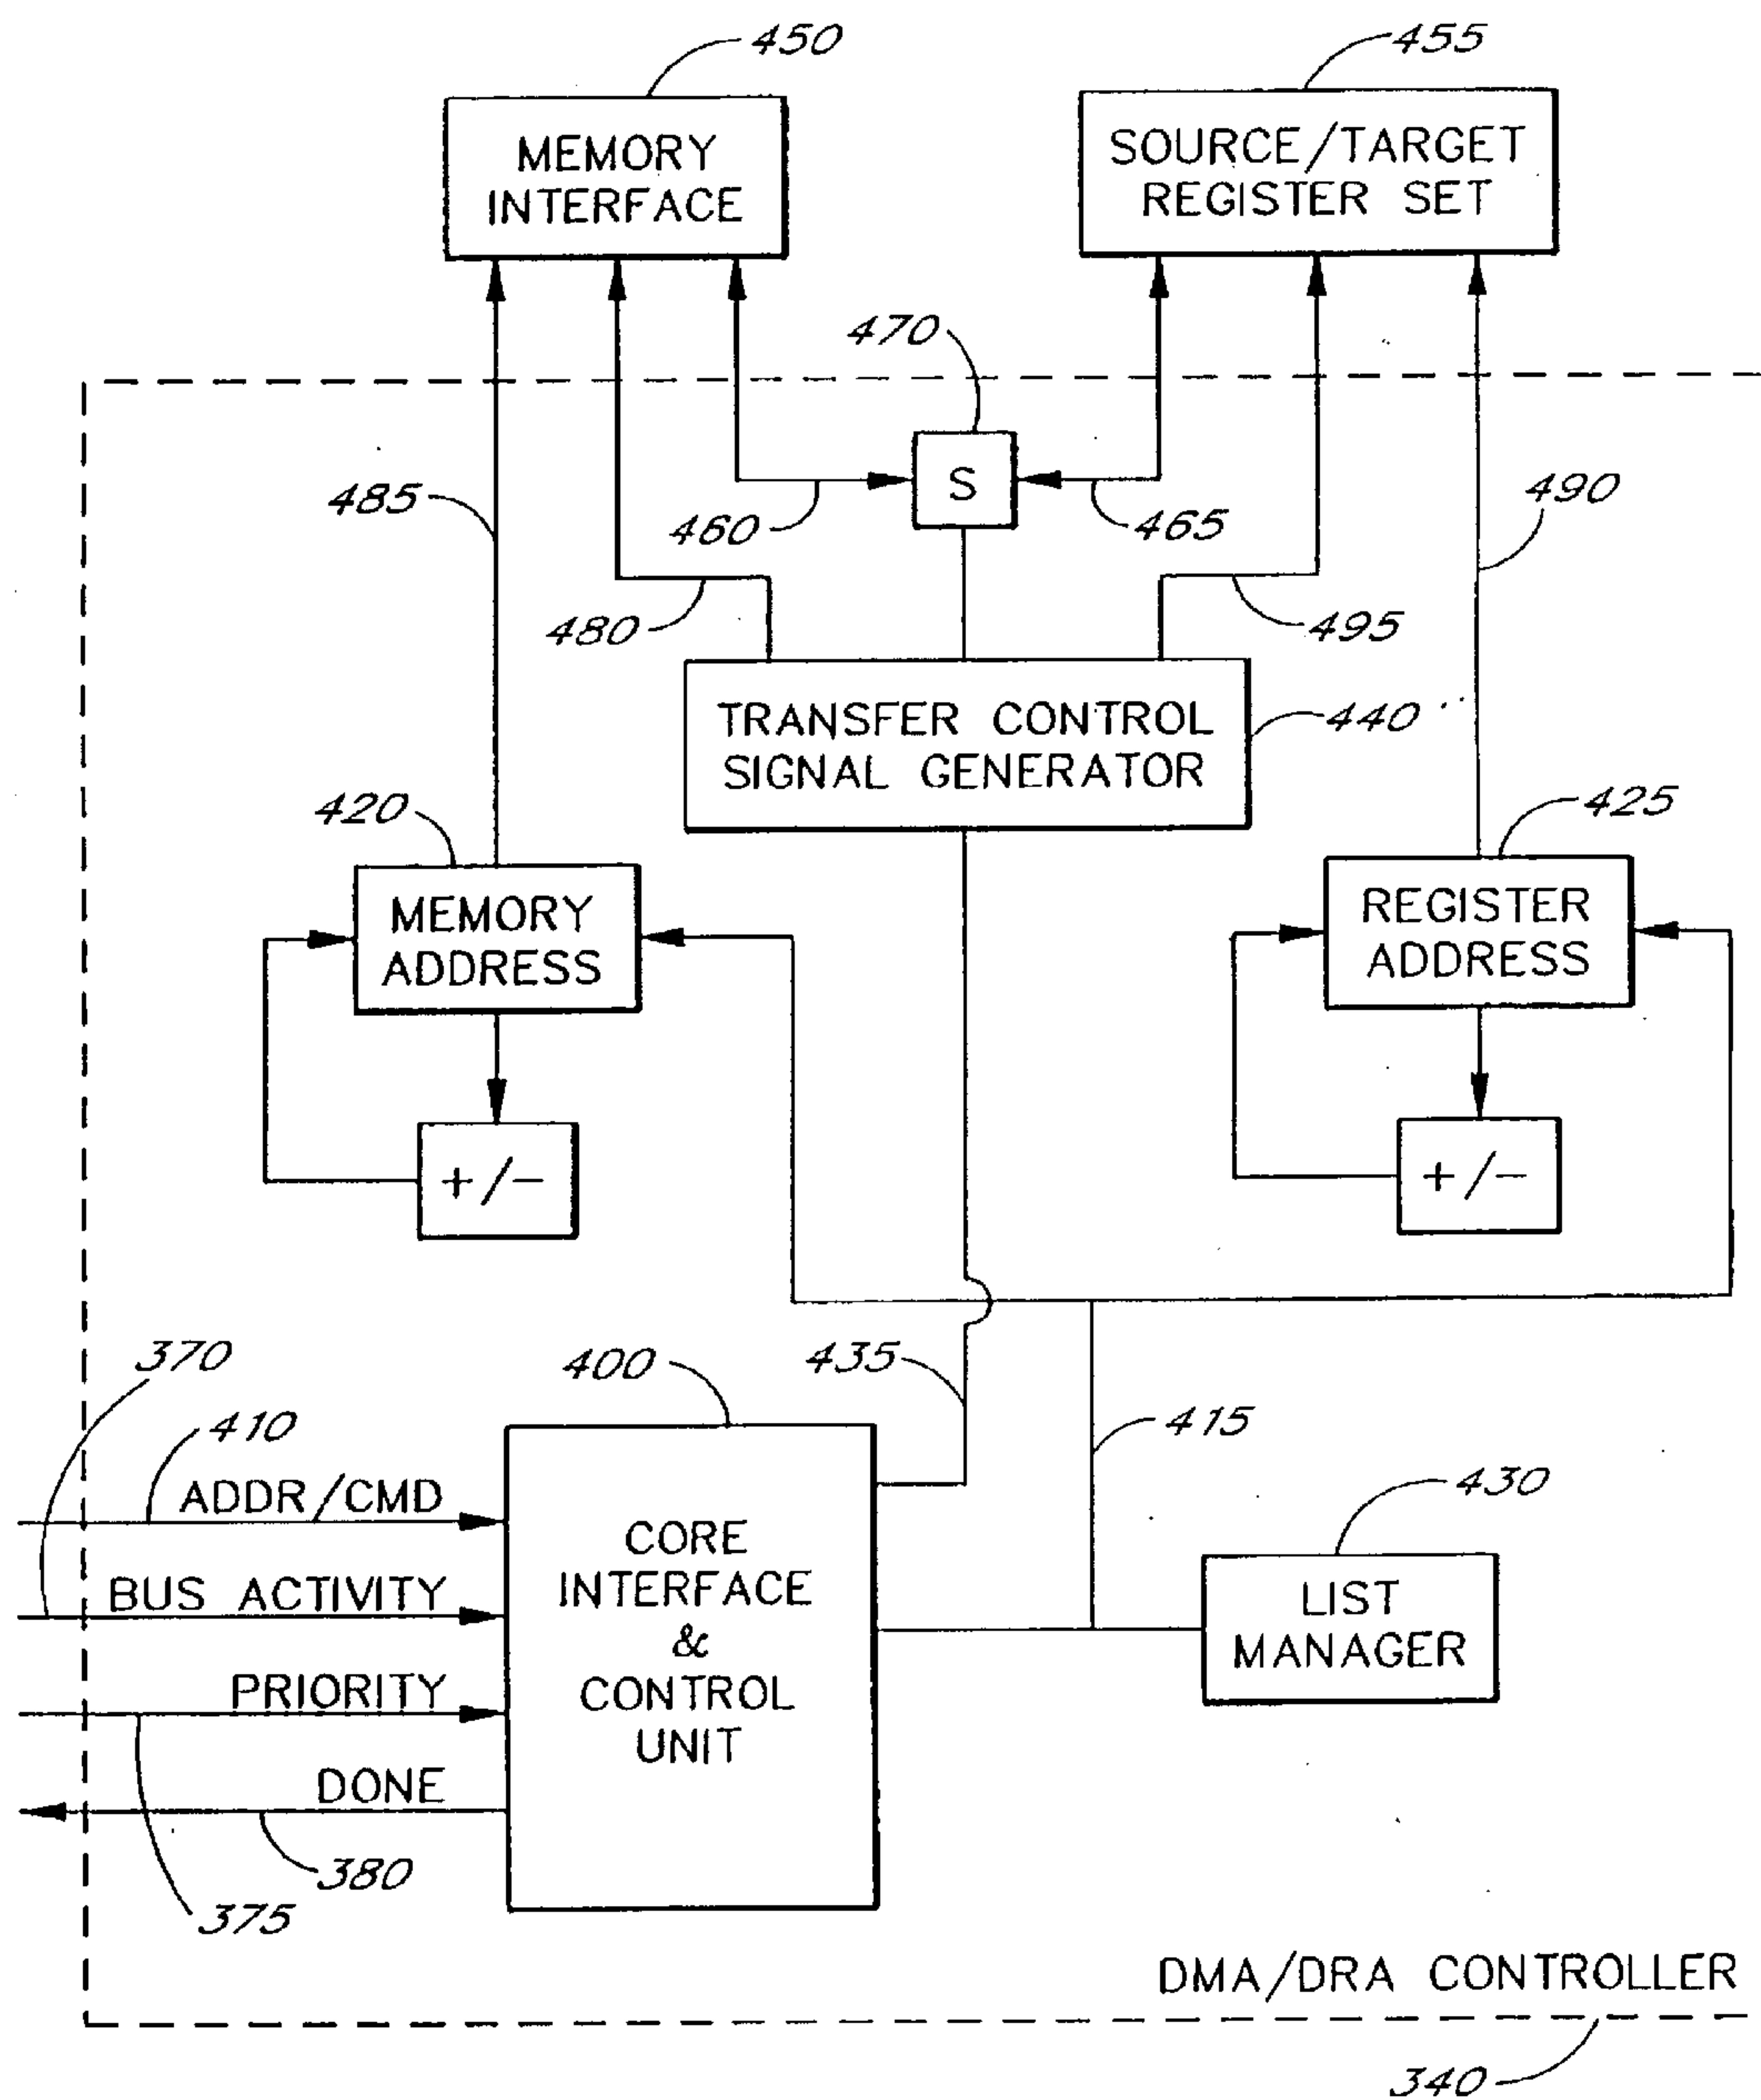 450
455
MEMORY
INTERFACE
SOURCE/TARGET
REGISTER SET
470
S
485
460
465
490
480
495
TRANSFER CONTROL
SIGNAL GENERATOR
440
420
425
MEMORY
ADDRESS
REGISTER
ADDRESS
+/−
+/−
370
400
435
410
415
ADDR/CMD
430
CORE
INTERFACE
&
CONTROL
UNIT
BUS ACTIVITY
LIST
MANAGER
PRIORITY
DONE
380
375
DMA/DRA CONTROLLER
340